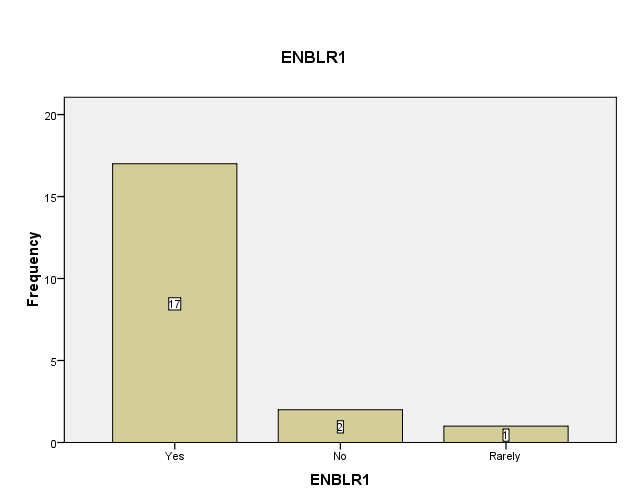 ENBLR1
Frequency
20
15
10
5
0
17
2
1
Yes No Rarely
ENBLR1